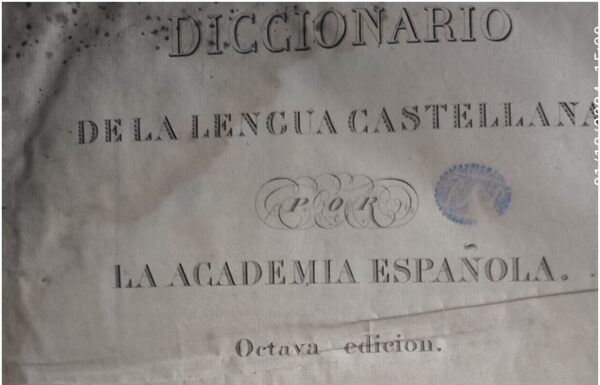 DICCIONARIO
DE LA LENGUA CASTELLANA
POR
LA ACADEMIA ESPAÑOLA.
Octava edicion.